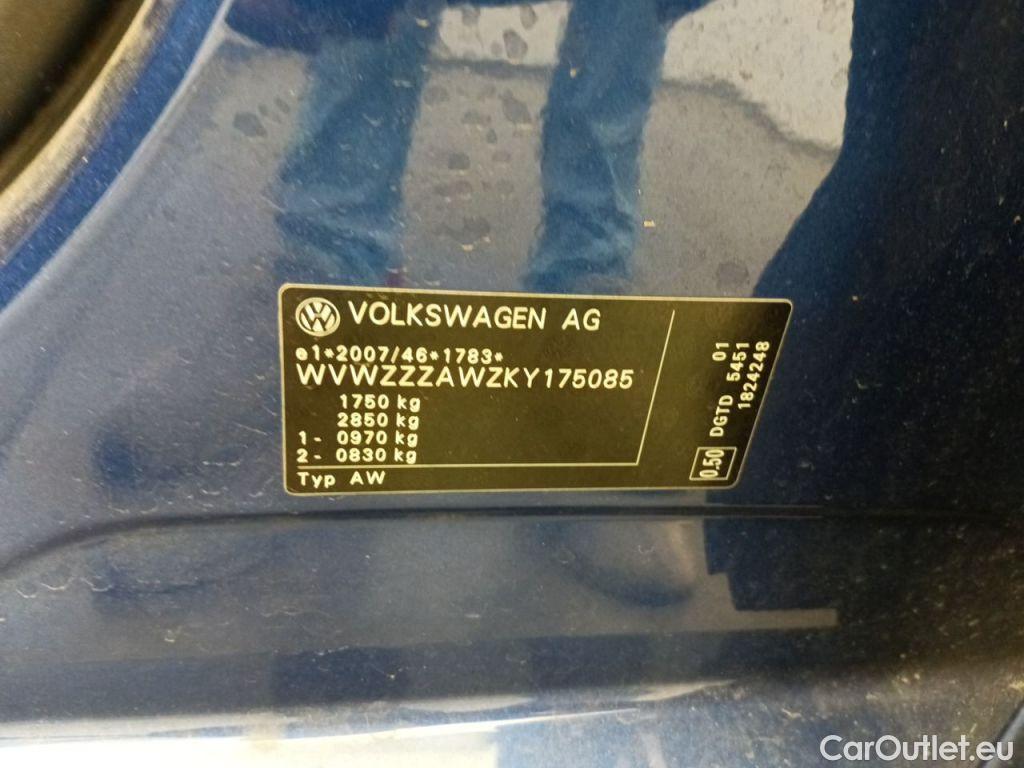 VOLKSWAGEN AG
e1*2007/46*1783*
WVWZZZAWZKY175085
1750 kg
2850 kg
1- 0970 kg
2- 0830 kg
Typ AW
01
DGTD 5451
1824248
0.50
CarOutlet.eu